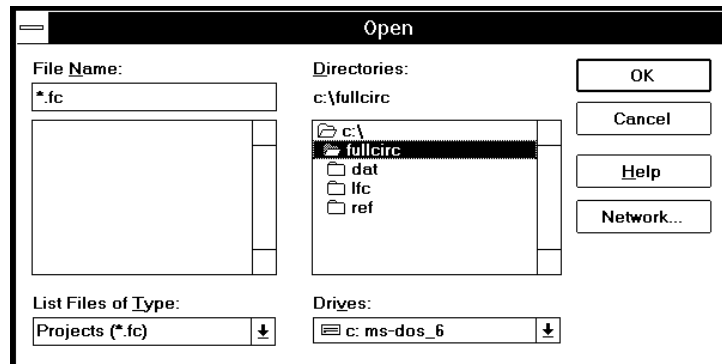 Open
File Name:
*.fc
List Files of Type:
Projects (*.fc)
Directories:
c:\fullcirc
c:\
fullcirc
dat
lfc
ref
Drives:
c: ms-dos_6
OK
Cancel
Help
Network...